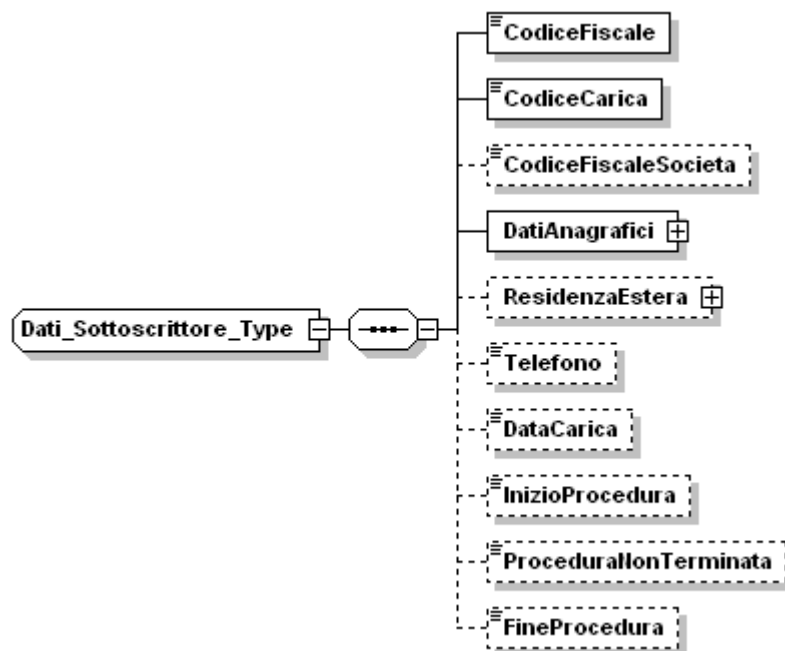 CodiceFiscale
CodiceCarica
CodiceFiscaleSocieta
DatiAnagrafici
Dati_Sottoscrittore_Type
ResidenzaEstera
Telefono
DataCarica
InizioProcedura
ProceduraNonTerminata
FineProcedura